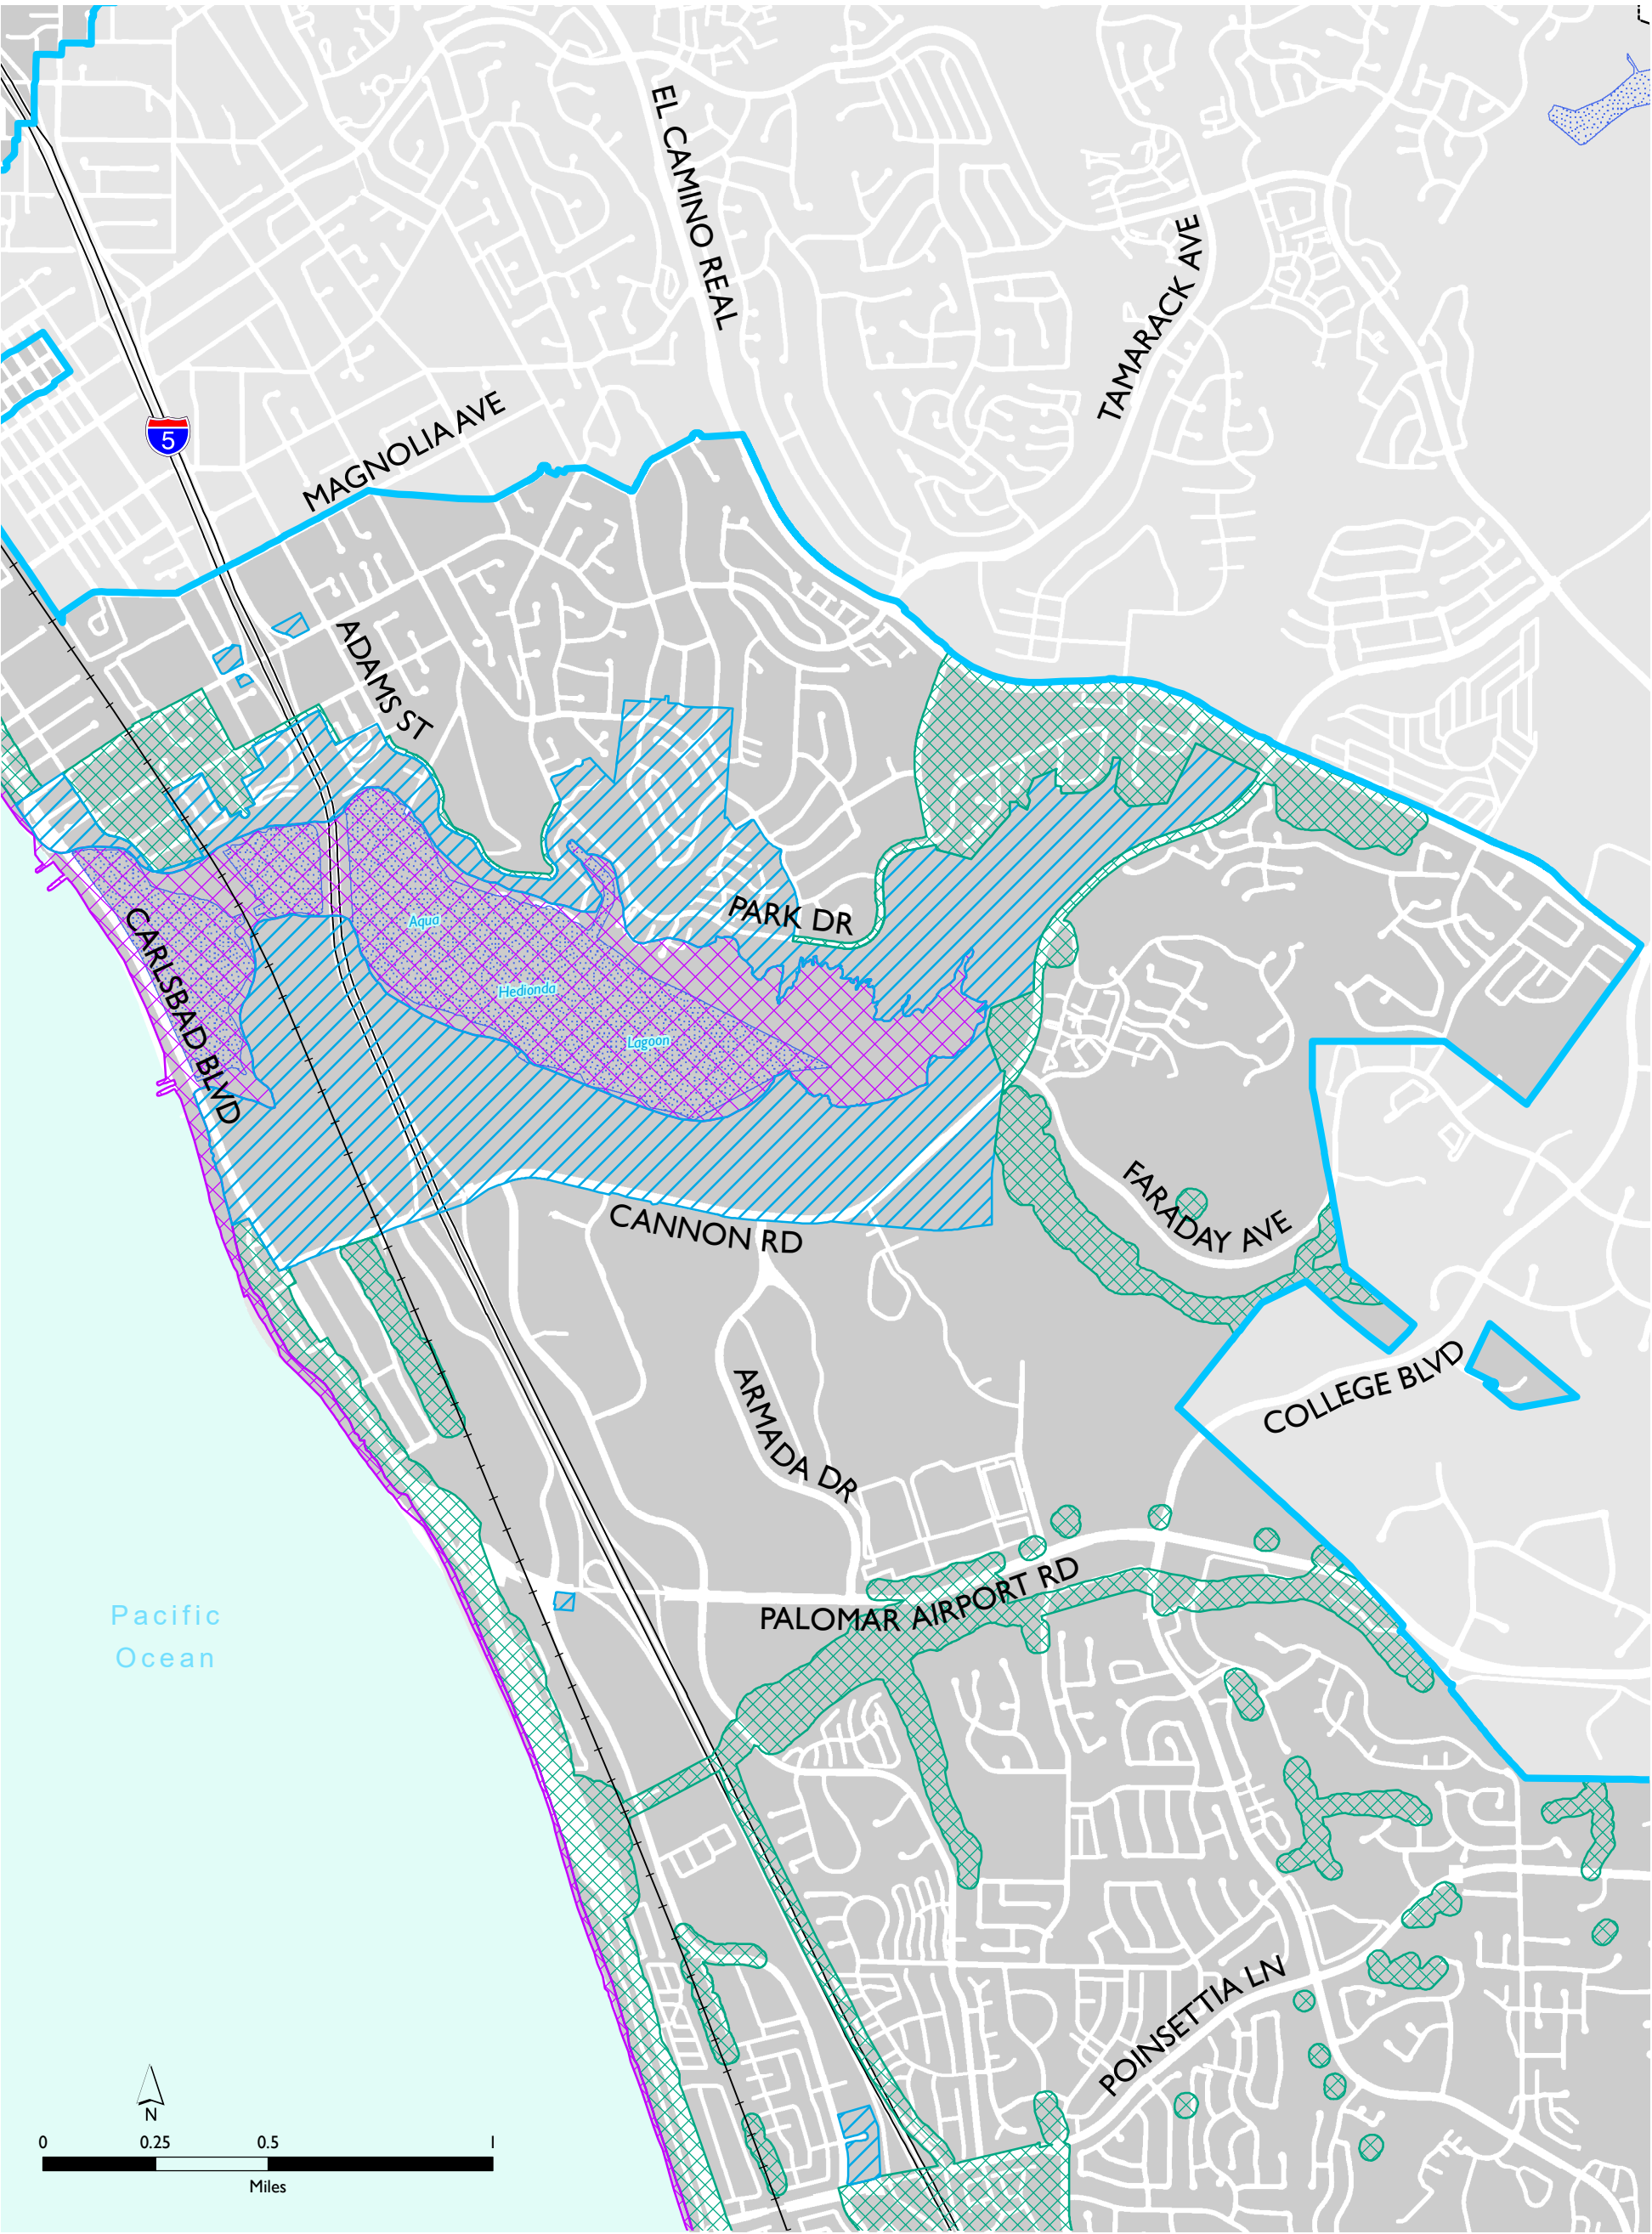 EL CAMINO REAL
TAMARACK AVE
MAGNOLIA AVE
5
ADAMS ST
PARK DR
CARLSBAD BLVD
Aqua
Hedionda
Lagoon
CANNON RD
FARADAY AVE
COLLEGE BLVD
ARMADA DR
PALOMAR AIRPORT RD
Pacific
Ocean
POINSETTIA LN
N
0 0.25 0.5 1
Miles